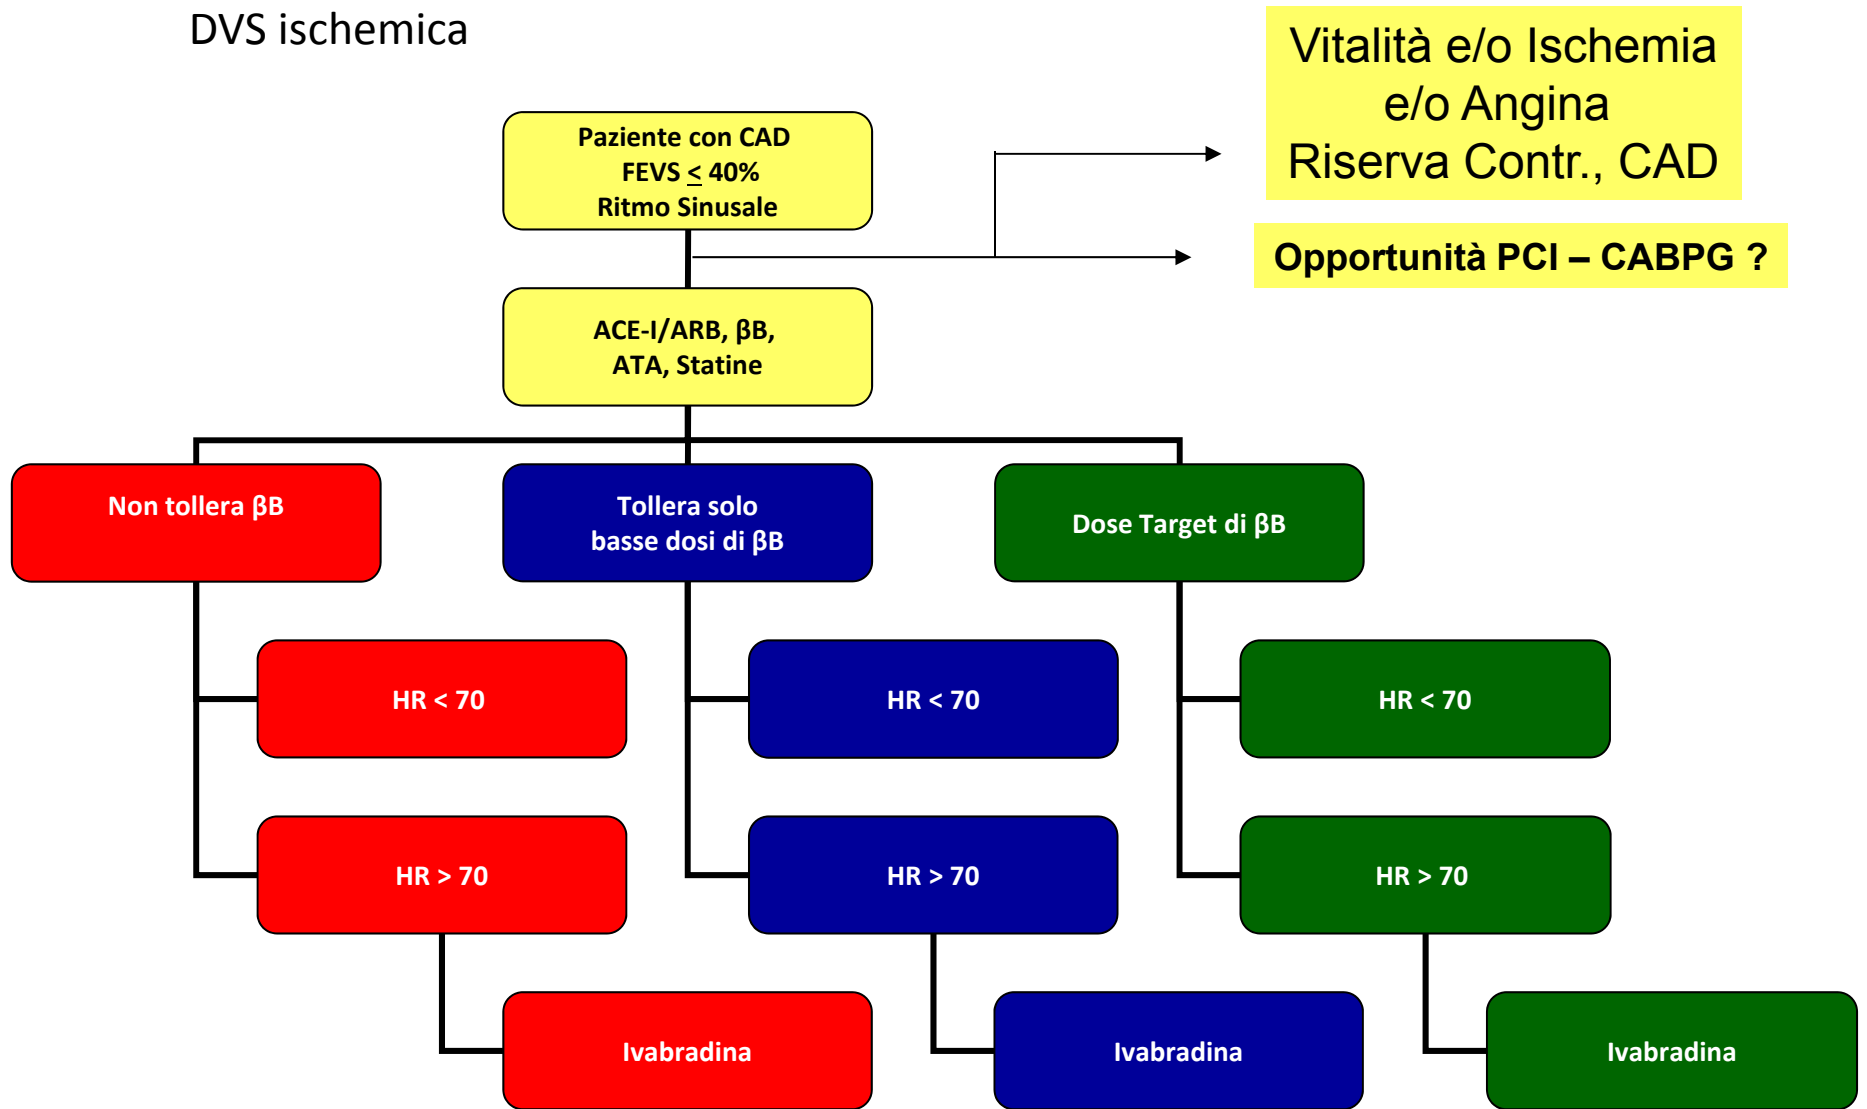 DVS ischemica
Vitalità e/o Ischemia
e/o Angina
Riserva Contr., CAD
Paziente con CAD
FEVS ≤ 40%
Ritmo Sinusale
Opportunità PCI – CABPG ?
ACE-I/ARB, βB,
ATA, Statine
Non tollera βB
Tollera solo
basse dosi di βB
Dose Target di βB
HR < 70
HR < 70
HR < 70
HR > 70
HR > 70
HR > 70
Ivabradina
Ivabradina
Ivabradina